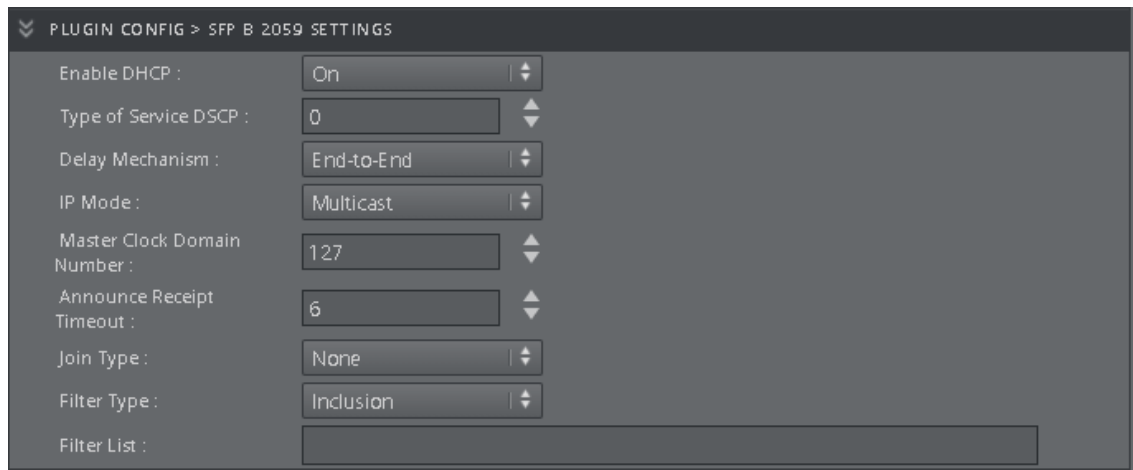 PLUGIN CONFIG > SFP B 2059 SETTINGS
Enable DHCP : On
Type of Service DSCP : 0
Delay Mechanism : End-to-End
IP Mode : Multicast
Master Clock Domain
Number : 127
Announce Receipt
Timeout : 6
Join Type : None
Filter Type : Inclusion
Filter List :